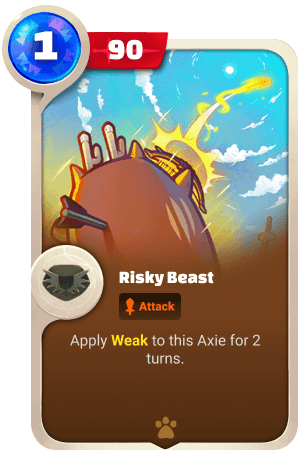 1
90
Risky Beast
Attack
Apply Weak to this Axie for 2
turns.